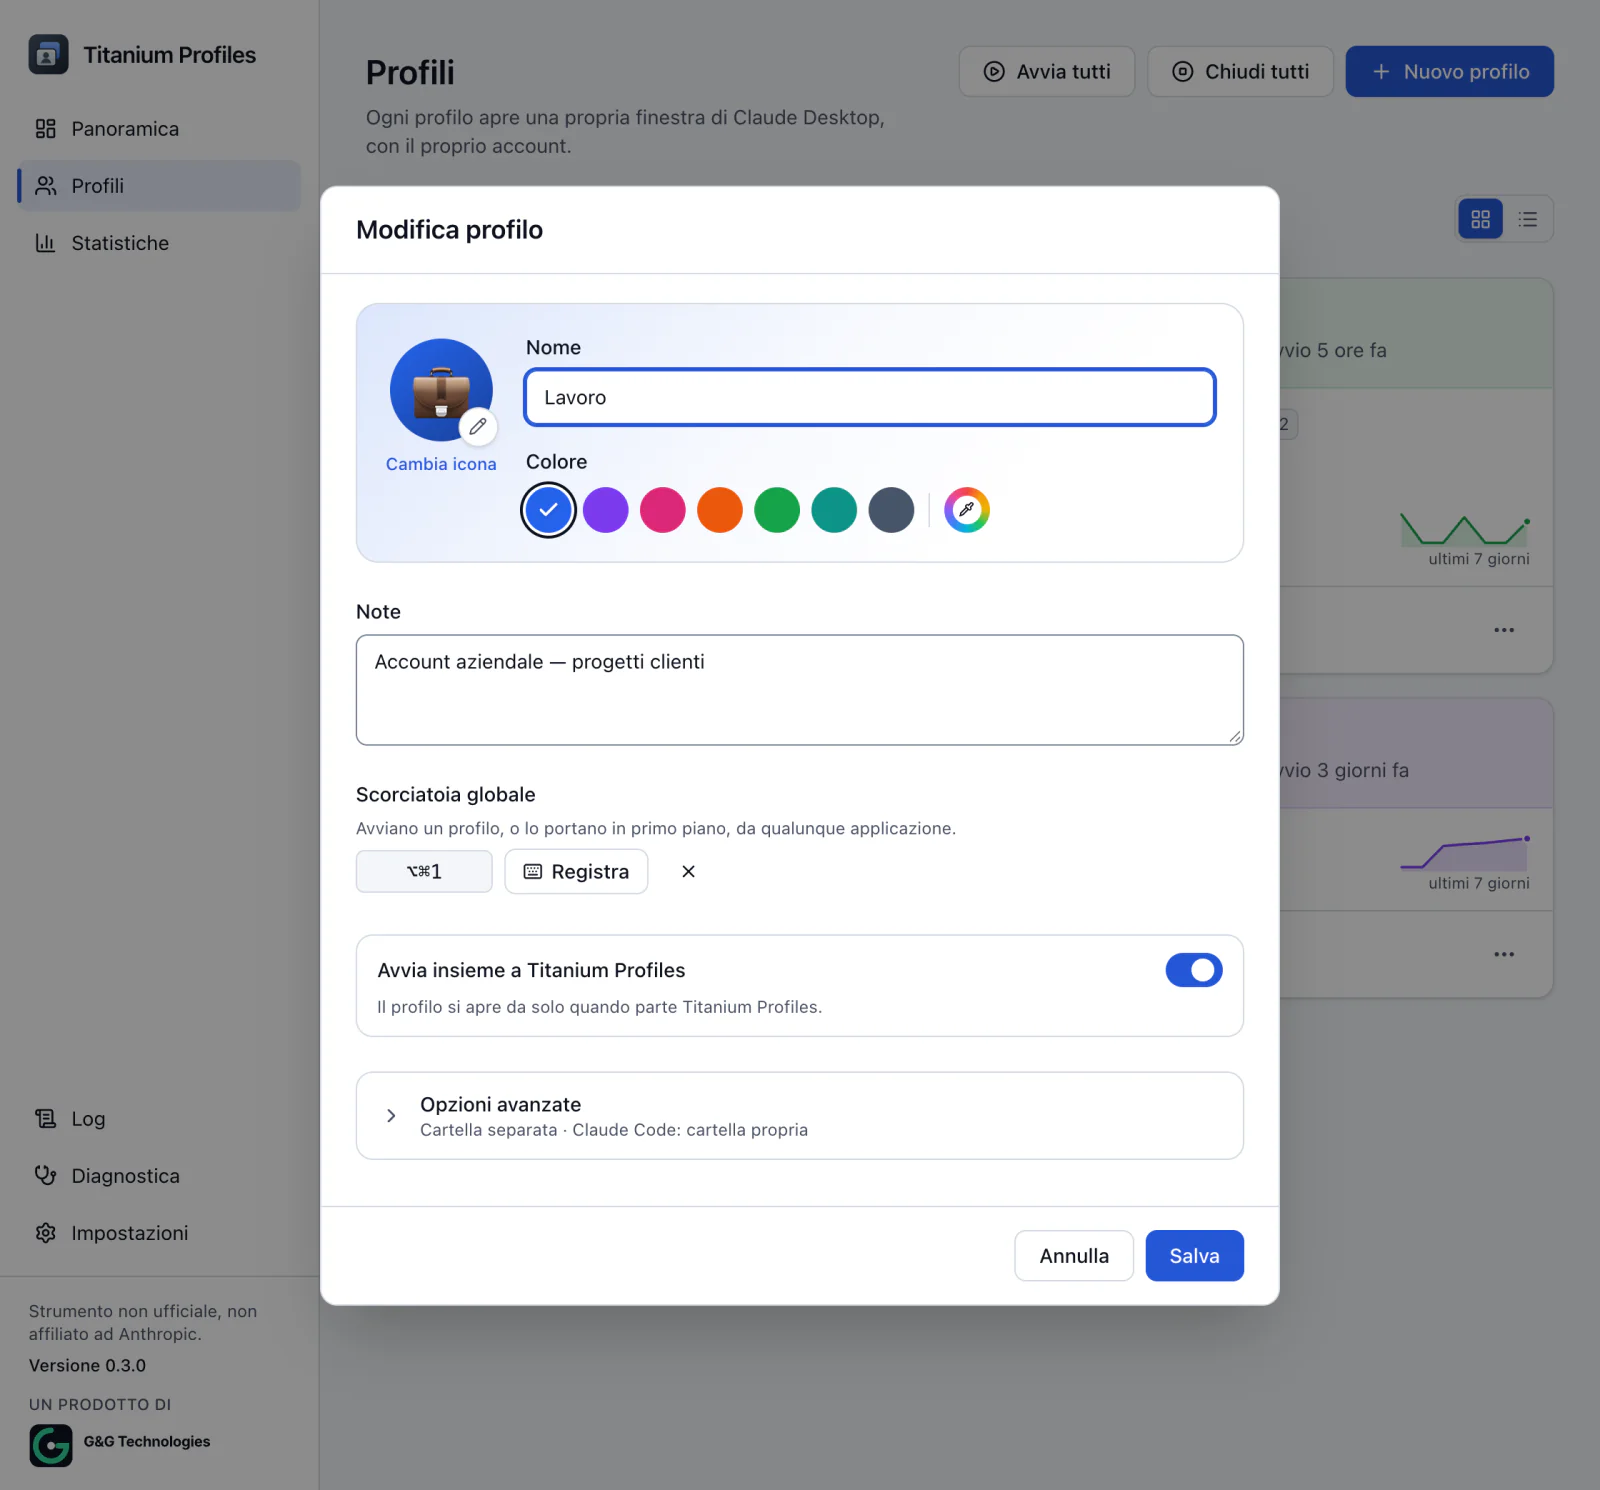 Titanium Profiles
Panoramica
Profili
Statistiche
Log
Diagnostica
Impostazioni
Strumento non ufficiale, non
affiliato ad Anthropic.
Versione 0.3.0
UN PRODOTTO DI
G&G Technologies
Profili
Ogni profilo apre una propria finestra di Claude Desktop,
con il proprio account.
Avvia tutti
Chiudi tutti
Nuovo profilo
Modifica profilo
Cambia icona
Nome
Lavoro
Colore
Note
Account aziendale — progetti clienti
Scorciatoia globale
Avviano un profilo, o lo portano in primo piano, da qualunque applicazione.
⌥⌘1
Registra
Avvia insieme a Titanium Profiles
Il profilo si apre da solo quando parte Titanium Profiles.
Opzioni avanzate
Cartella separata · Claude Code: cartella propria
Annulla
Salva
5 ore fa
2
ultimi 7 giorni
3 giorni fa
ultimi 7 giorni